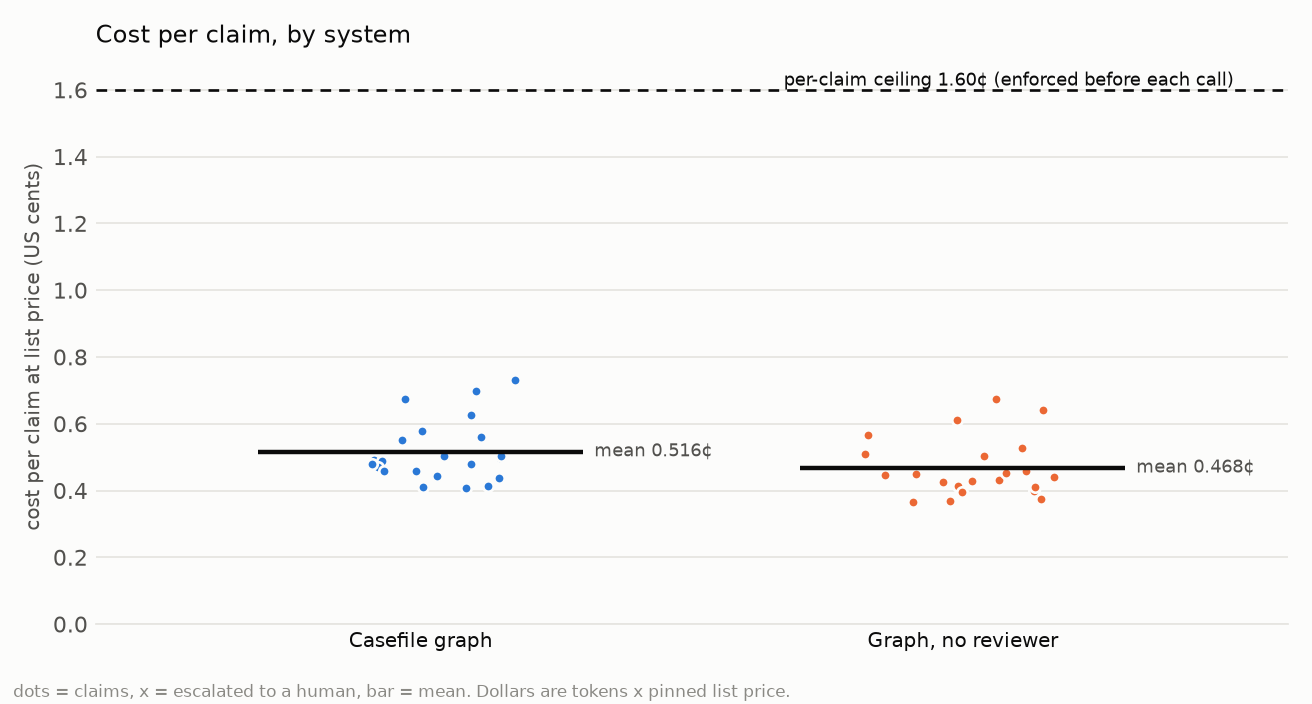 Cost per claim, by system
per-claim ceiling 1.60¢ (enforced before each call)
cost per claim at list price (US cents)
1.6
1.4
1.2
1.0
0.8
0.6
0.4
0.2
0.0
mean 0.516¢
mean 0.468¢
Casefile graph
Graph, no reviewer
dots = claims, x = escalated to a human, bar = mean. Dollars are tokens x pinned list price.